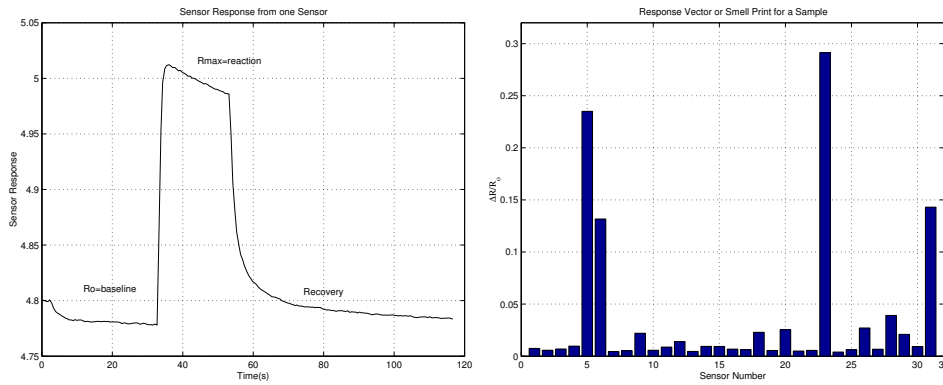 Sensor Response from one Sensor
5.05
5
4.95
4.9
4.85
4.8
4.75
Sensor Response
Rmax=reaction
Ro=baseline
Recovery
0 20 40 60 80 100 120
Time(s)
Response Vector or Smell Print for a Sample
0.3
0.25
0.2
0.15
0.1
0.05
0
ΔR/Ro
0 5 10 15 20 25 30
Sensor Number